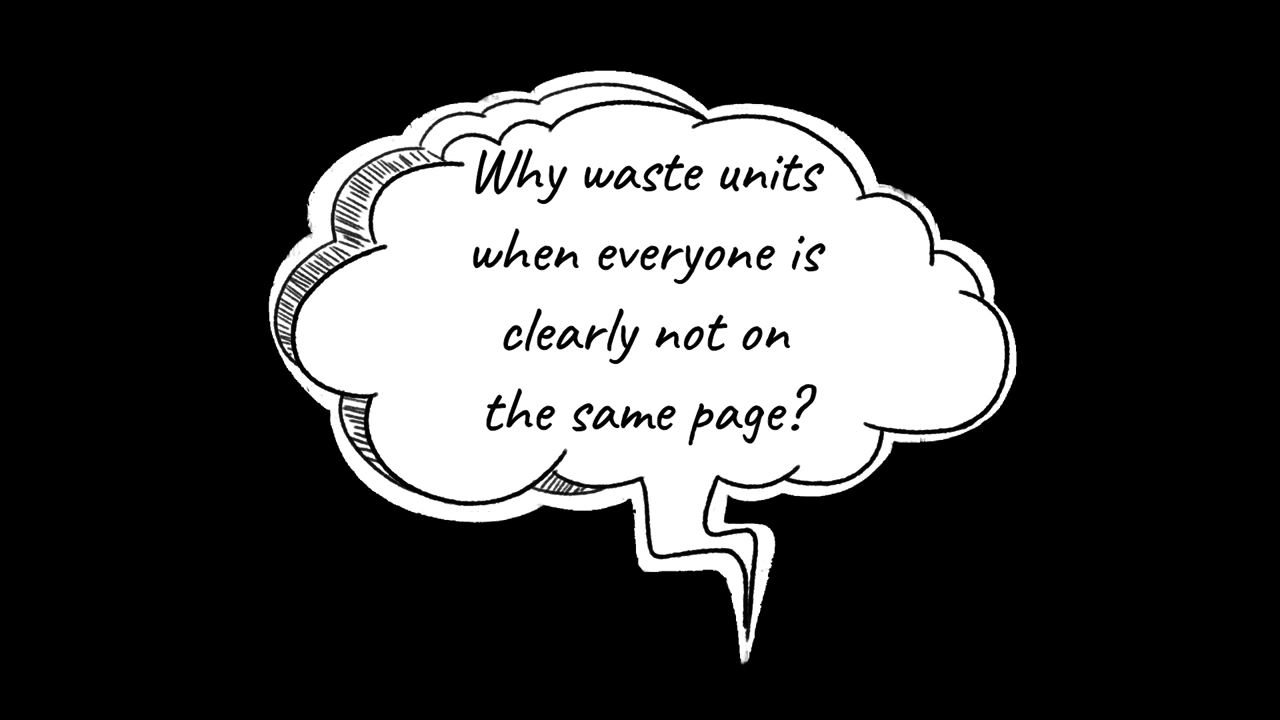 Why waste units
when everyone is
clearly not on
the same page?